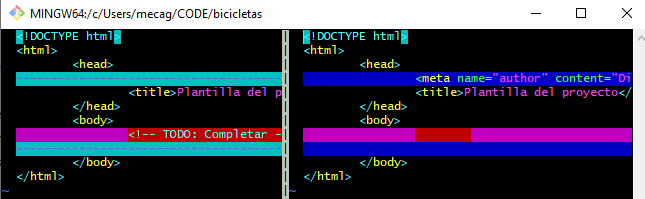 MINGW64:/c/Users/mecag/CODE/bicicletas
<!DOCTYPE html>
<html>
<head>
<title>Plantilla del p
</head>
<body>
<!-- TODO: Completar -
</body>
</html>
~
<!DOCTYPE html>
<html>
<head>
<meta name="author" content="Di
<title>Plantilla del proyecto</
</head>
<body>
</body>
</html>
~